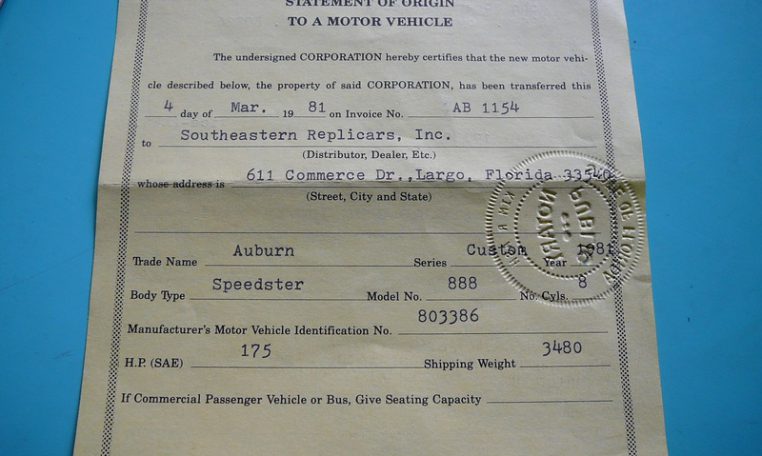 STATEMENT OF ORIGIN
TO A MOTOR VEHICLE
The undersigned CORPORATION hereby certifies that the new motor vehi-
cle described below, the property of said CORPORATION, has been transferred this
4 day of Mar. 19 81 on Invoice No. AB 1154
to Southeastern Replicars, Inc.
(Distributor, Dealer, Etc.)
whose address is 611 Commerce Dr.,Largo, Florida 33540
(Street, City and State)
Trade Name Auburn Series Custom Year 1981
Body Type Speedster Model No. 888 No. Cyls. 8
Manufacturer's Motor Vehicle Identification No. 803386
H.P. (SAE) 175 Shipping Weight 3480
If Commercial Passenger Vehicle or Bus, Give Seating Capacity
NOTARY
PUBLIC